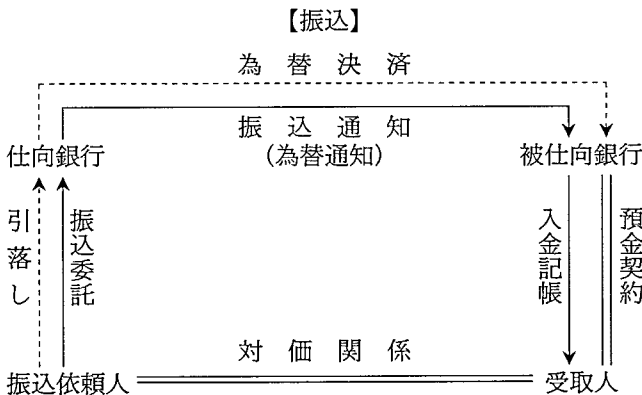 【振込】
為替決済
振込通知
(為替通知)
仕向銀行
被仕向銀行
引落し
振込委託
入金記帳
預金契約
対価関係
振込依頼人
受取人